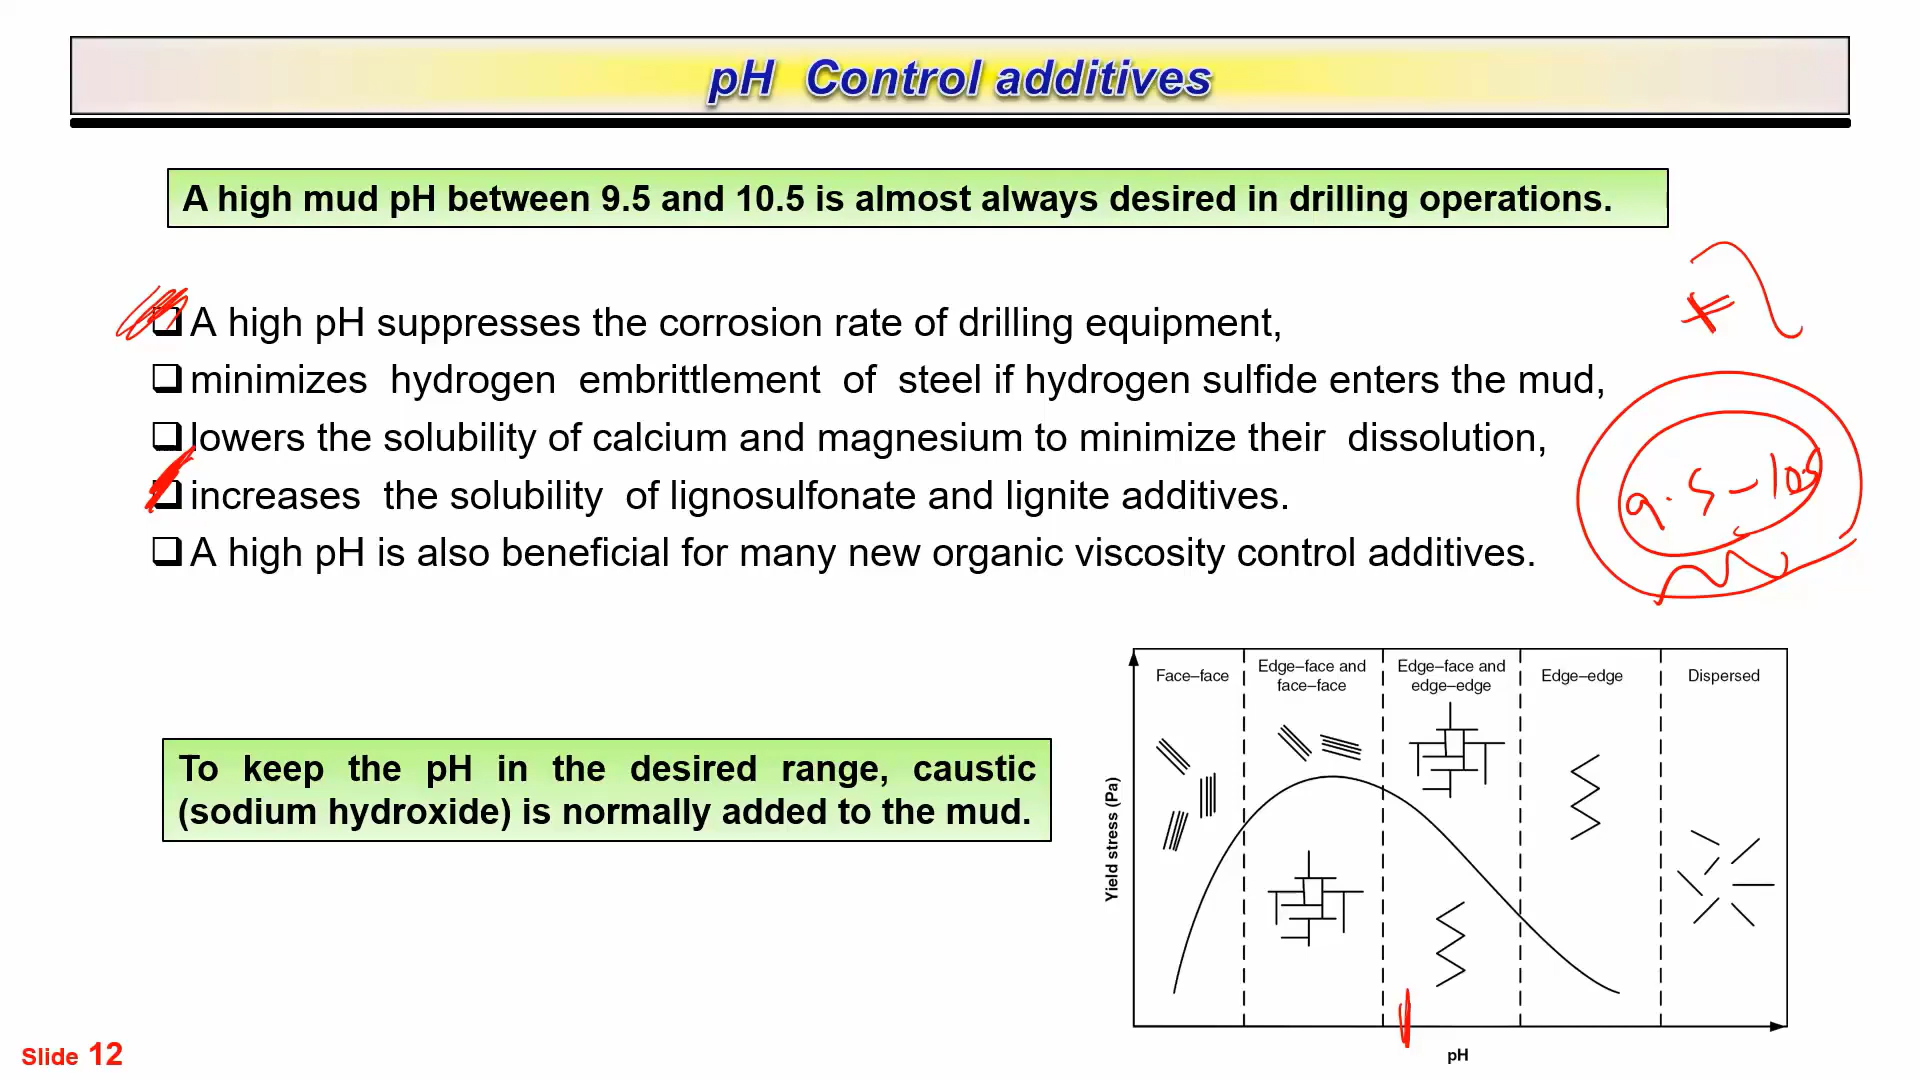 pH Control additives
A high mud pH between 9.5 and 10.5 is almost always desired in drilling operations.
A high pH suppresses the corrosion rate of drilling equipment,
minimizes hydrogen embrittlement of steel if hydrogen sulfide enters the mud,
lowers the solubility of calcium and magnesium to minimize their dissolution,
increases the solubility of lignosulfonate and lignite additives.
A high pH is also beneficial for many new organic viscosity control additives.
9.5-105
To keep the pH in the desired range, caustic
(sodium hydroxide) is normally added to the mud.
Face–face
Edge–face and
face–face
Edge–face and
edge–edge
Edge–edge
Dispersed
Yield stress (Pa)
pH
Slide 12